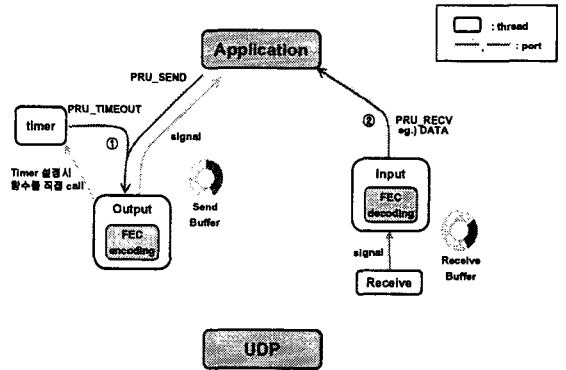 : thread
: port
Application
PRU_SEND
PRU_TIMEOUT
timer
①
signal
②
PRU_RECV
eg.) DATA
Timer 설정시
함수를 직접 call
Output
FEC
encoding
Send
Buffer
Input
FEC
decoding
signal
Receive
Receive
Buffer
UDP